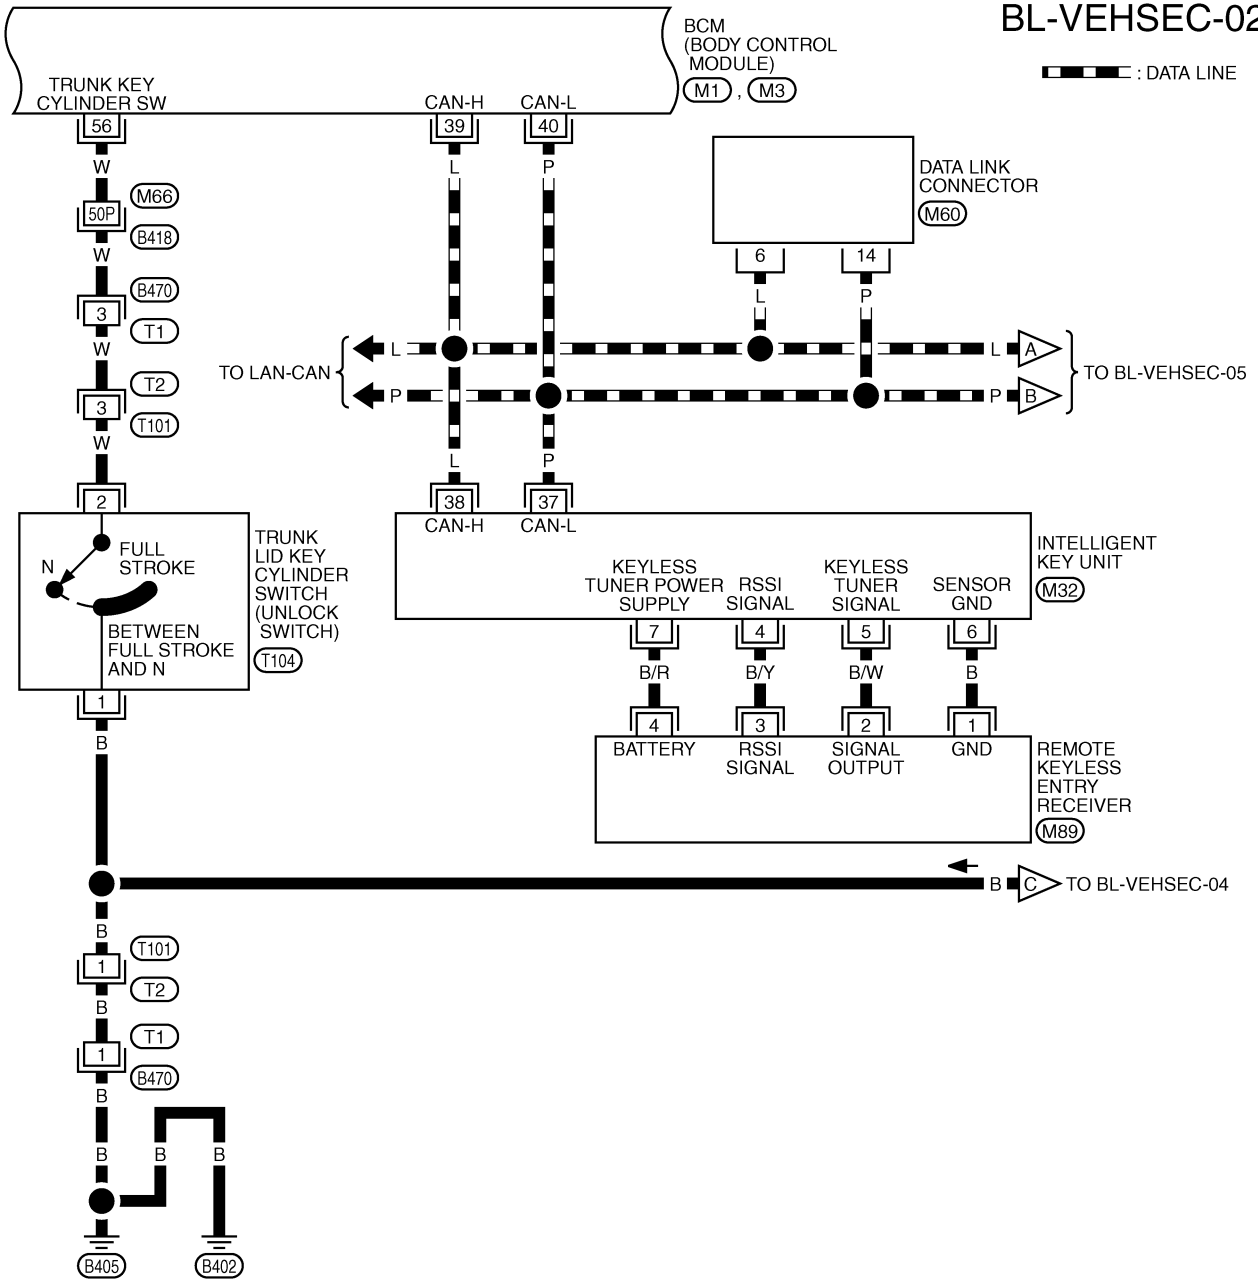 BL-VEHSEC-02
: DATA LINE
BCM
(BODY CONTROL
MODULE)
M1 , M3
TRUNK KEY
CYLINDER SW
CAN-H
CAN-L
56
39
40
W
L
P
M66
50P
B418
W
B470
3
T1
W
T2
3
T101
W
DATA LINK
CONNECTOR
M60
6
14
L
P
TO LAN-CAN
L
L
A
P
P
B
TO BL-VEHSEC-05
L
P
2
38
37
CAN-H
CAN-L
FULL
STROKE
N
BETWEEN
FULL STROKE
AND N
TRUNK
LID KEY
CYLINDER
SWITCH
(UNLOCK
SWITCH)
T104
1
INTELLIGENT
KEY UNIT
M32
KEYLESS
TUNER POWER
SUPPLY
RSSI
SIGNAL
KEYLESS
TUNER
SIGNAL
SENSOR
GND
7
4
5
6
B/R
B/Y
B/W
B
4
3
2
1
BATTERY
RSSI
SIGNAL
SIGNAL
OUTPUT
GND
REMOTE
KEYLESS
ENTRY
RECEIVER
M89
B
B
C
TO BL-VEHSEC-04
B
T101
1
T2
B
T1
1
B470
B
B
B
B
B405
B402